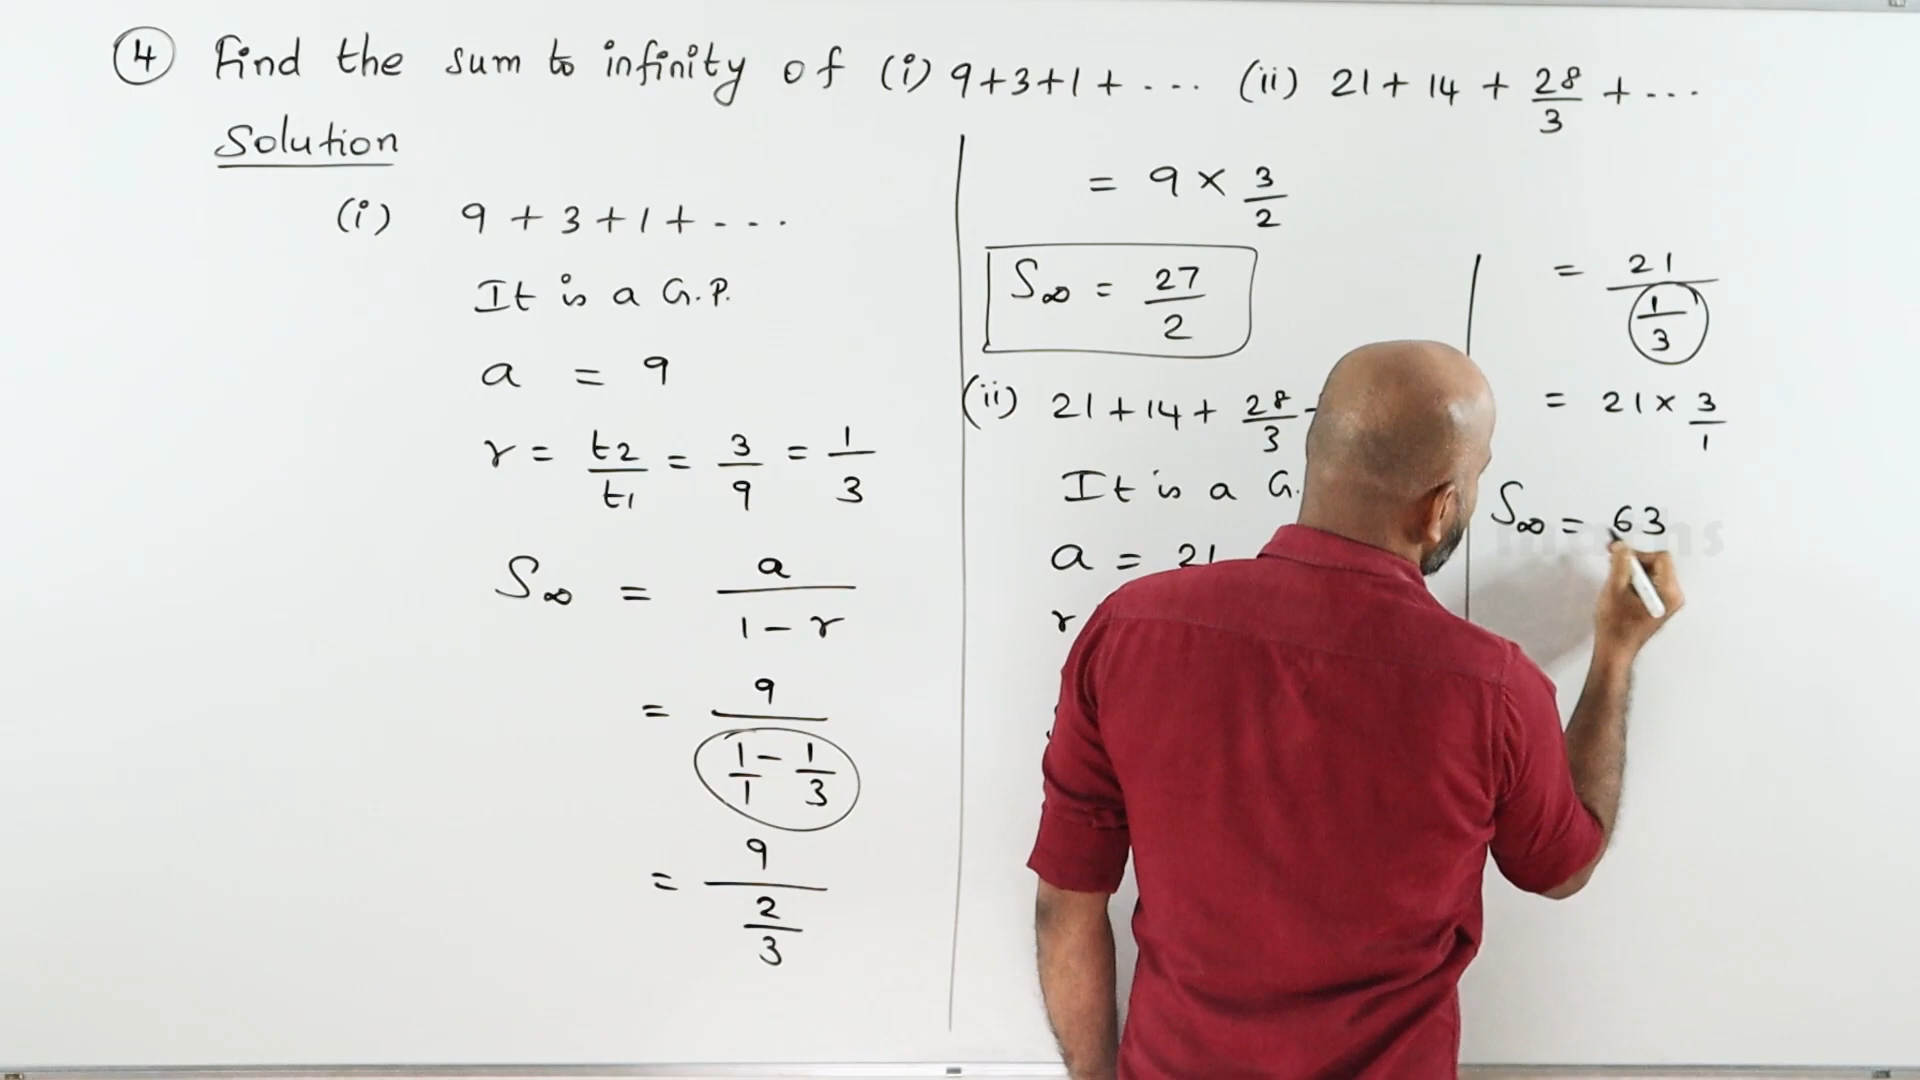 4 Find the sum to infinity of (i) 9+3+1+ ... (ii) 21+ 14 + 28/3 + ...
Solution
(i) 9 + 3 + 1 + ...
It is a G.P.
a = 9
r = t2/t1 = 3/9 = 1/3
S∞ = a/(1 - r)
= 9/(1/1 - 1/3)
= 9/(2/3)
= 9 × 3/2
S∞ = 27/2
(ii) 21 + 14 + 28/3
It is a G.
a = 21
r
= 21/(1/3)
= 21 × 3/1
S∞ = 63